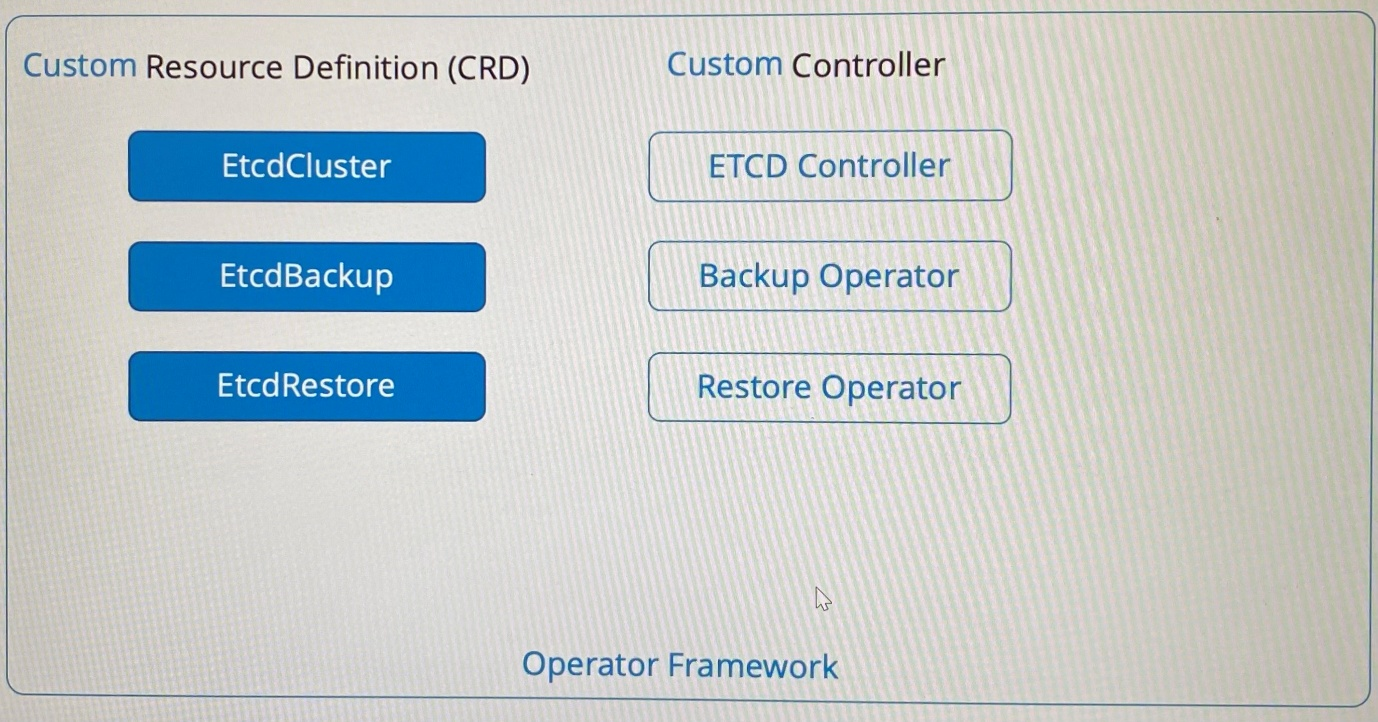 Custom Resource Definition (CRD)
Custom Controller
EtcdCluster
ETCD Controller
EtcdBackup
Backup Operator
EtcdRestore
Restore Operator
Operator Framework